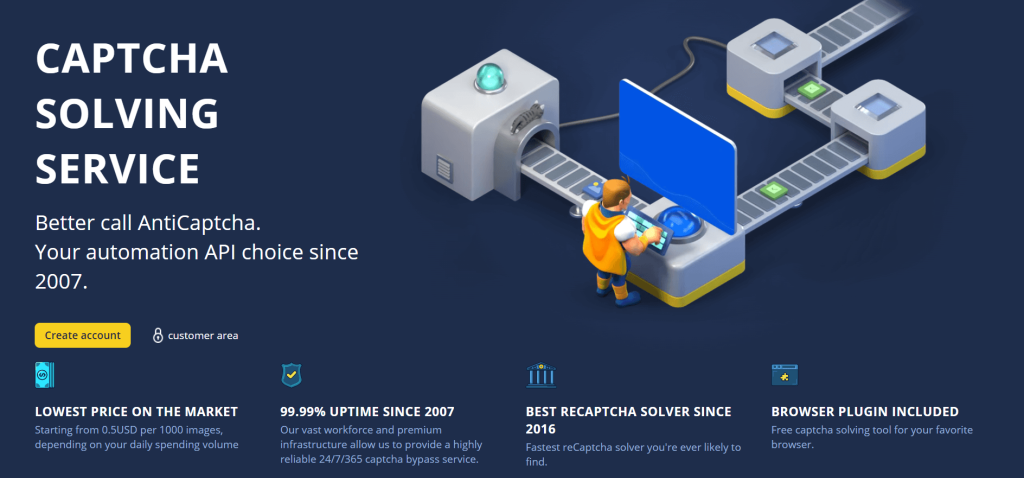 CAPTCHA
SOLVING
SERVICE
Better call AntiCaptcha.
Your automation API choice since
2007.
Create account
customer area
LOWEST PRICE ON THE MARKET
Starting from 0.5USD per 1000 images,
depending on your daily spending volume
99.99% UPTIME SINCE 2007
Our vast workforce and premium
infrastructure allow us to provide a highly
reliable 24/7/365 captcha bypass service.
BEST RECAPTCHA SOLVER SINCE
2016
Fastest reCaptcha solver you're ever likely to
find.
BROWSER PLUGIN INCLUDED
Free captcha solving tool for your favorite
browser.